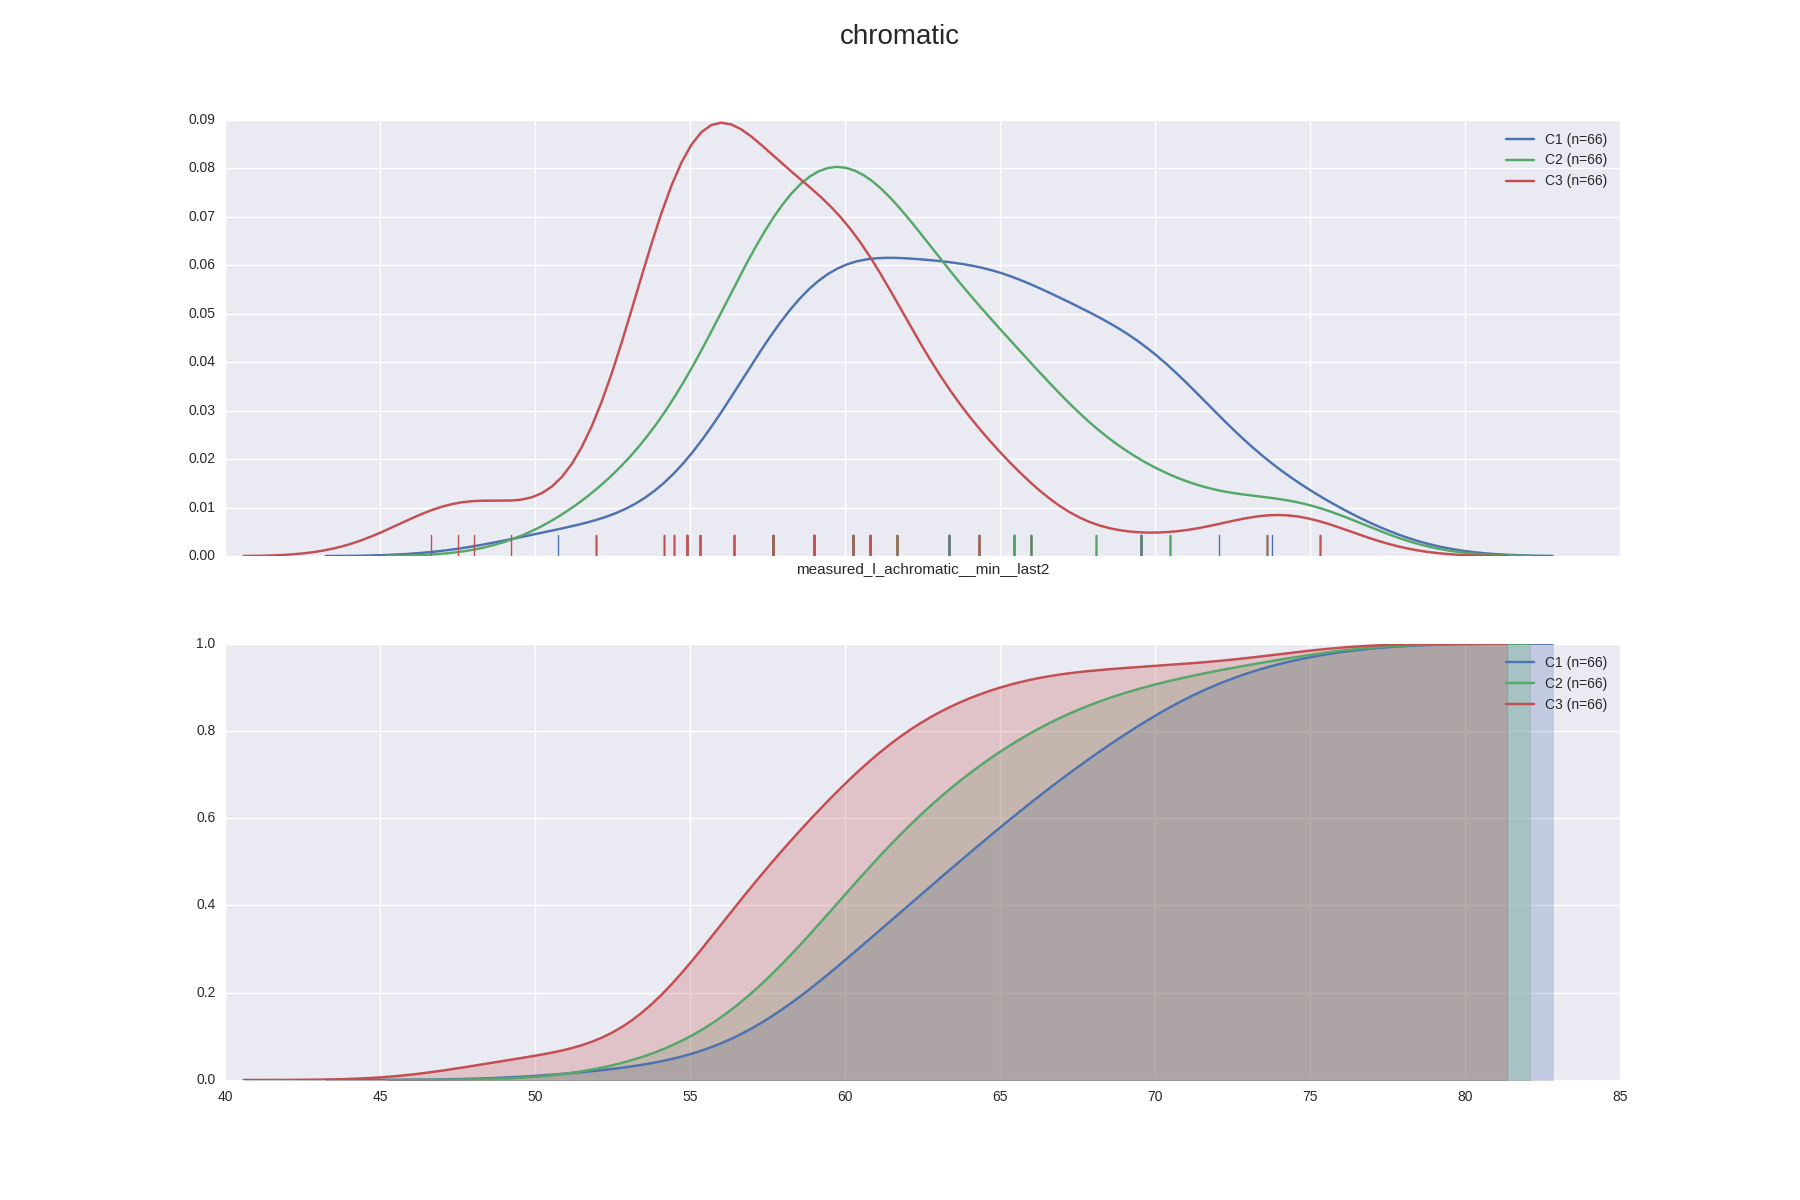 chromatic
0.09
0.08
0.07
0.06
0.05
0.04
0.03
0.02
0.01
0.00
C1 (n=66)
C2 (n=66)
C3 (n=66)
measured_l_achromatic__min__last2
1.0
0.8
0.6
0.4
0.2
0.0
C1 (n=66)
C2 (n=66)
C3 (n=66)
40 45 50 55 60 65 70 75 80 85